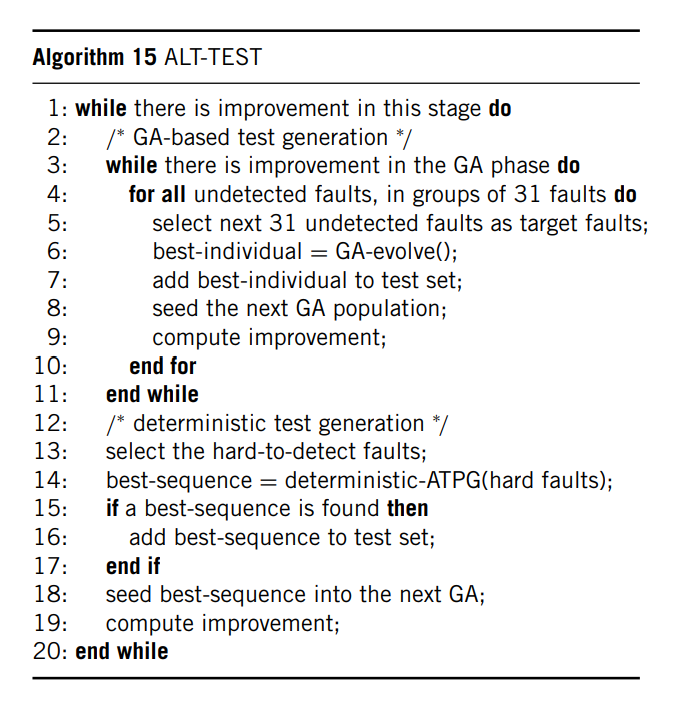 Algorithm 15 ALT-TEST
1: while there is improvement in this stage do
2: /* GA-based test generation */
3: while there is improvement in the GA phase do
4: for all undetected faults, in groups of 31 faults do
5: select next 31 undetected faults as target faults;
6: best-individual = GA-evolve();
7: add best-individual to test set;
8: seed the next GA population;
9: compute improvement;
10: end for
11: end while
12: /* deterministic test generation */
13: select the hard-to-detect faults;
14: best-sequence = deterministic-ATPG(hard faults);
15: if a best-sequence is found then
16: add best-sequence to test set;
17: end if
18: seed best-sequence into the next GA;
19: compute improvement;
20: end while